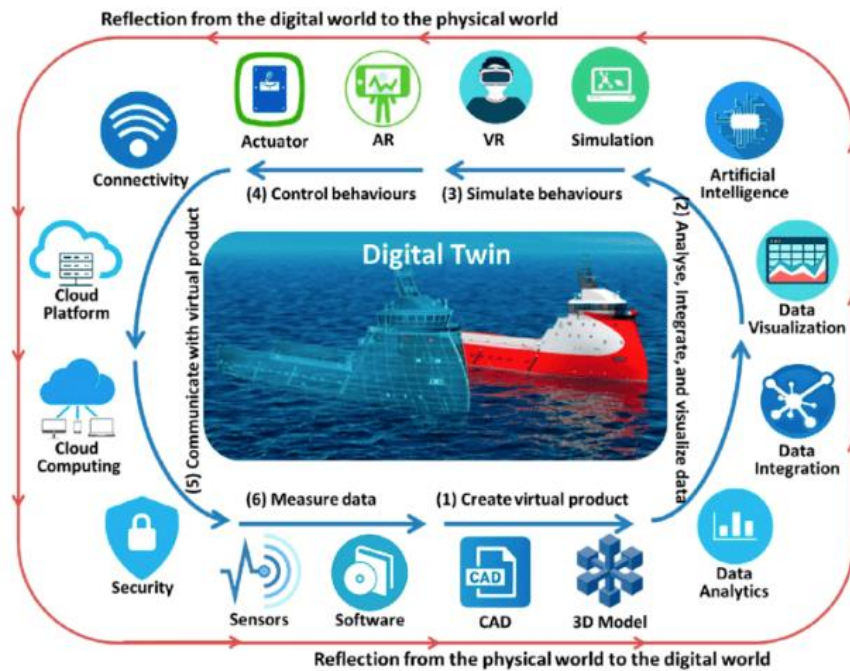 Reflection from the digital world to the physical world
Actuator
AR
VR
Simulation
Connectivity
Artificial
Intelligence
(4) Control behaviours
(3) Simulate behaviours
(2) Analyse, Integrate, and visualize data
Digital Twin
Cloud
Platform
Data
Visualization
(5) Communicate with virtual product
Cloud
Computing
Data
Integration
(6) Measure data
(1) Create virtual product
Security
Sensors
Software
CAD
CAD
3D Model
Data
Analytics
Reflection from the physical world to the digital world